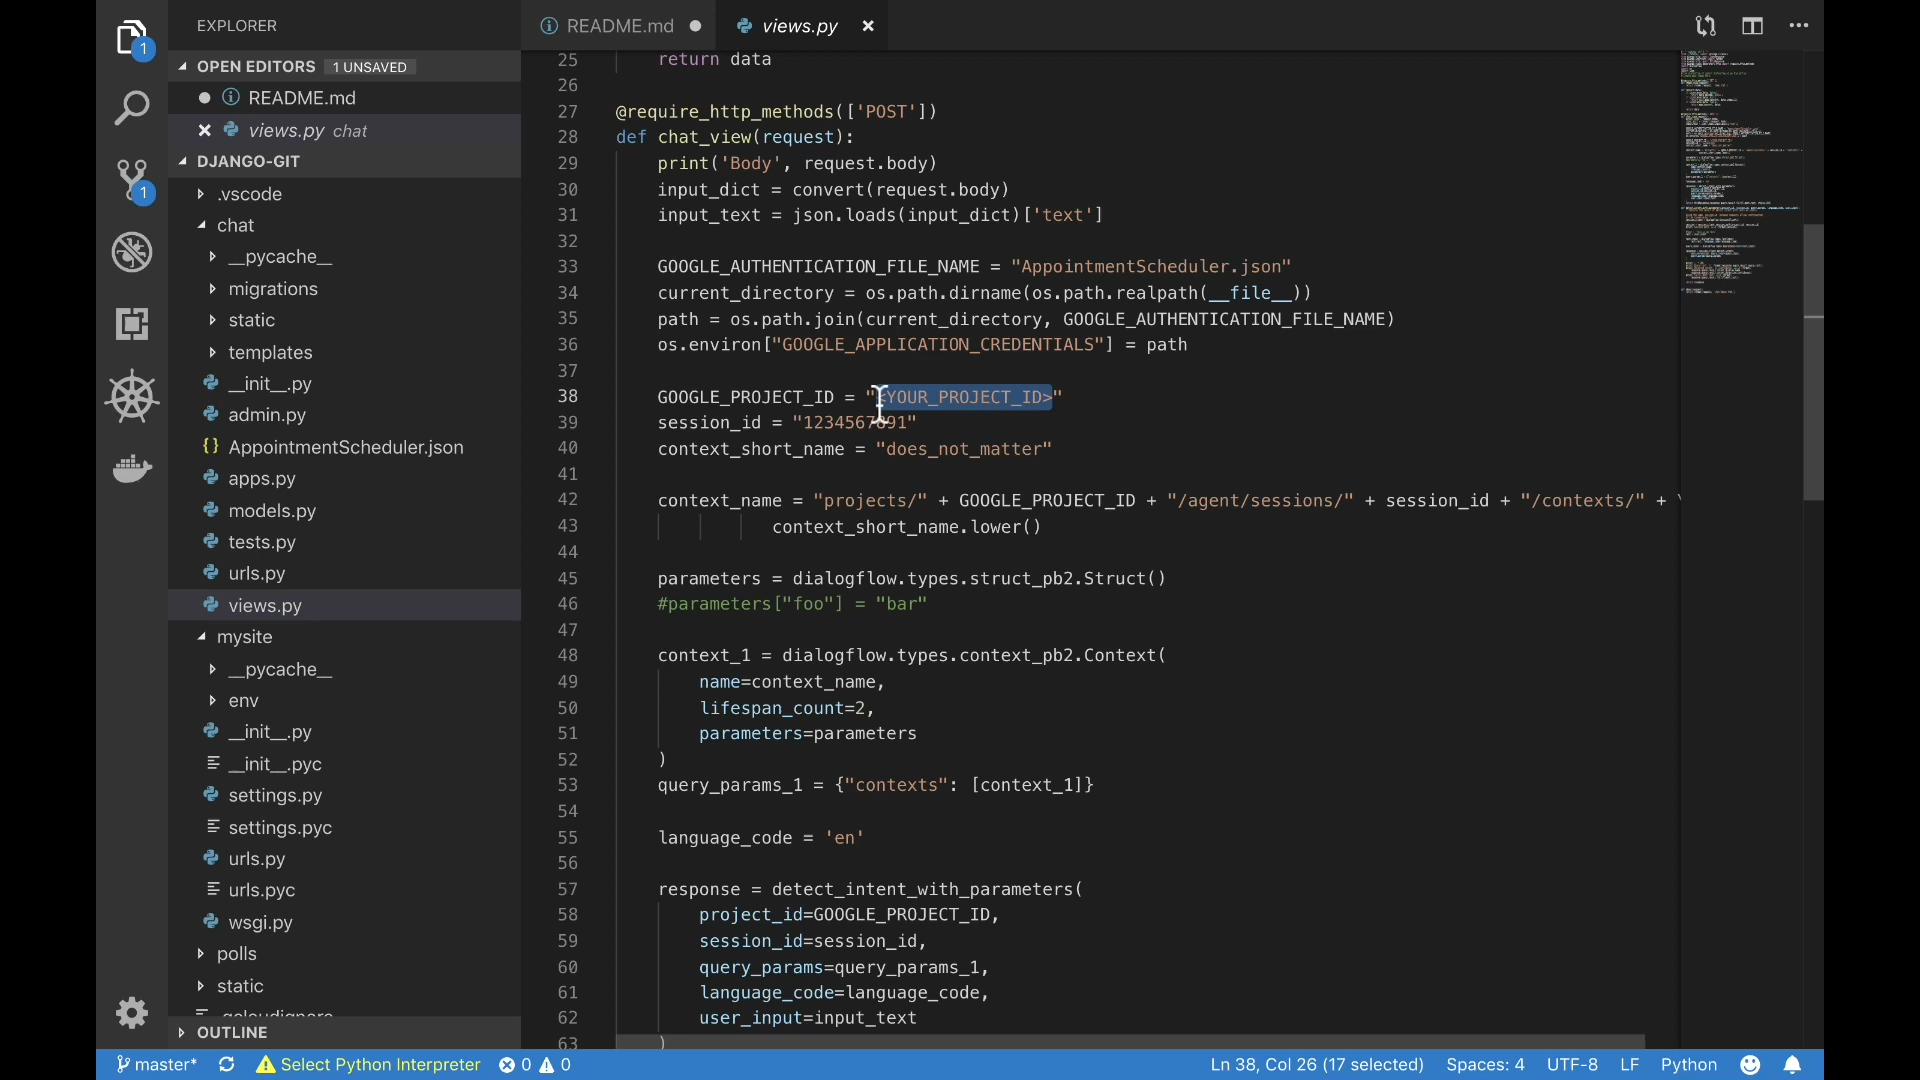 EXPLORER
README.md
views.py
OPEN EDITORS 1 UNSAVED
README.md
views.py chat
DJANGO-GIT
.vscode
chat
__pycache__
migrations
static
templates
__init__.py
admin.py
AppointmentScheduler.json
apps.py
models.py
tests.py
urls.py
views.py
mysite
__pycache__
env
__init__.py
__init__.pyc
settings.py
settings.pyc
urls.py
urls.pyc
wsgi.py
polls
static
OUTLINE
1
1
25 return data
26
27 @require_http_methods(['POST'])
28 def chat_view(request):
29 print('Body', request.body)
30 input_dict = convert(request.body)
31 input_text = json.loads(input_dict)['text']
32
33 GOOGLE_AUTHENTICATION_FILE_NAME = "AppointmentScheduler.json"
34 current_directory = os.path.dirname(os.path.realpath(__file__))
35 path = os.path.join(current_directory, GOOGLE_AUTHENTICATION_FILE_NAME)
36 os.environ["GOOGLE_APPLICATION_CREDENTIALS"] = path
37
38 GOOGLE_PROJECT_ID = "<YOUR_PROJECT_ID>"
39 session_id = "1234567891"
40 context_short_name = "does_not_matter"
41
42 context_name = "projects/" + GOOGLE_PROJECT_ID + "/agent/sessions/" + session_id + "/contexts/" + \
43 context_short_name.lower()
44
45 parameters = dialogflow.types.struct_pb2.Struct()
46 #parameters["foo"] = "bar"
47
48 context_1 = dialogflow.types.context_pb2.Context(
49 name=context_name,
50 lifespan_count=2,
51 parameters=parameters
52 )
53 query_params_1 = {"contexts": [context_1]}
54
55 language_code = 'en'
56
57 response = detect_intent_with_parameters(
58 project_id=GOOGLE_PROJECT_ID,
59 session_id=session_id,
60 query_params=query_params_1,
61 language_code=language_code,
62 user_input=input_text
63 )
master* Select Python Interpreter 0 0 Ln 38, Col 26 (17 selected) Spaces: 4 UTF-8 LF Python